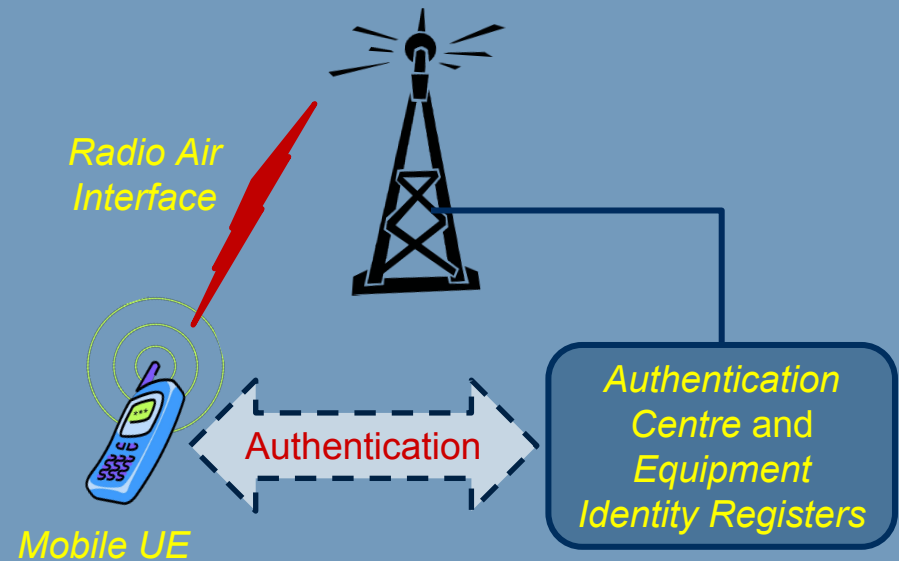 Radio Air
Interface
***
Authentication
Authentication
Centre and
Equipment
Identity Registers
Mobile UE